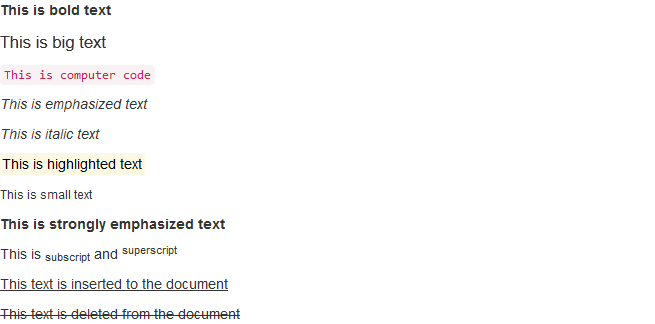 This is bold text
This is big text
This is computer code
This is emphasized text
This is italic text
This is highlighted text
This is small text
This is strongly emphasized text
This is subscript and superscript
This text is inserted to the document
This text is deleted from the document